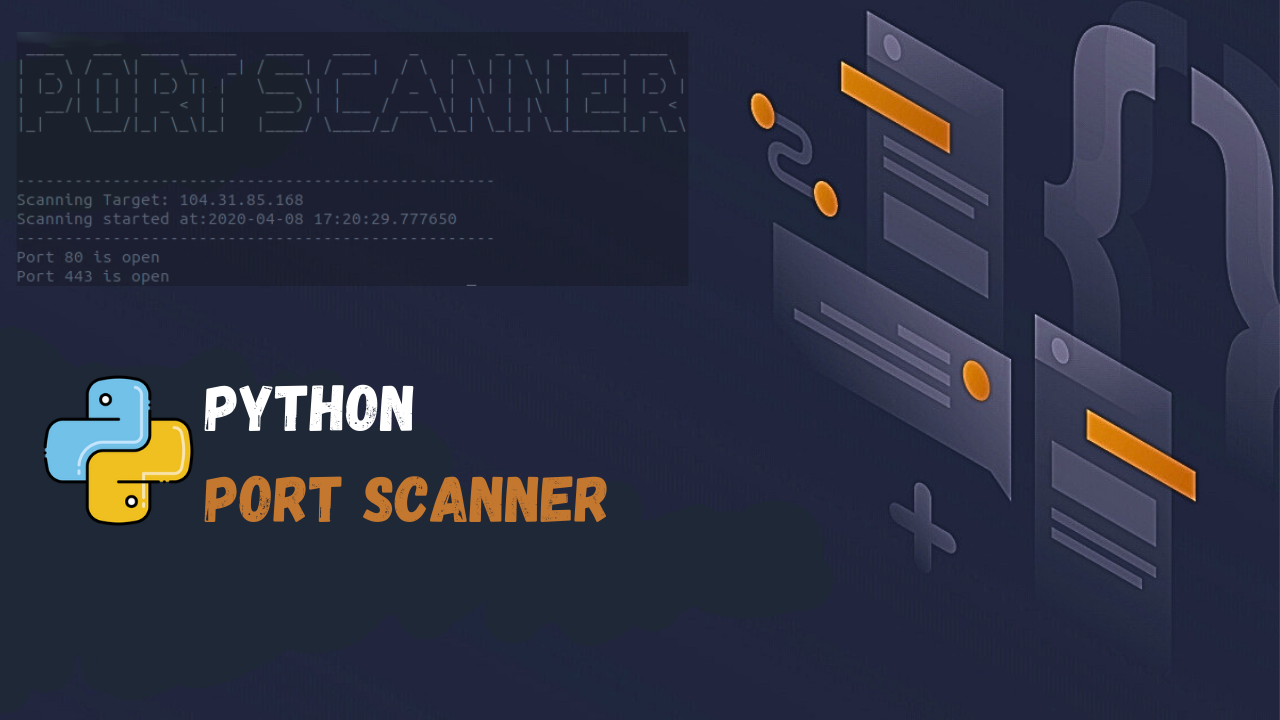 PORT SCANNER
--------------------------------------------------
Scanning Target: 104.31.85.168
Scanning started at:2020-04-08 17:20:29.777650
--------------------------------------------------
Port 80 is open
Port 443 is open
_
PYTHON
PORT SCANNER